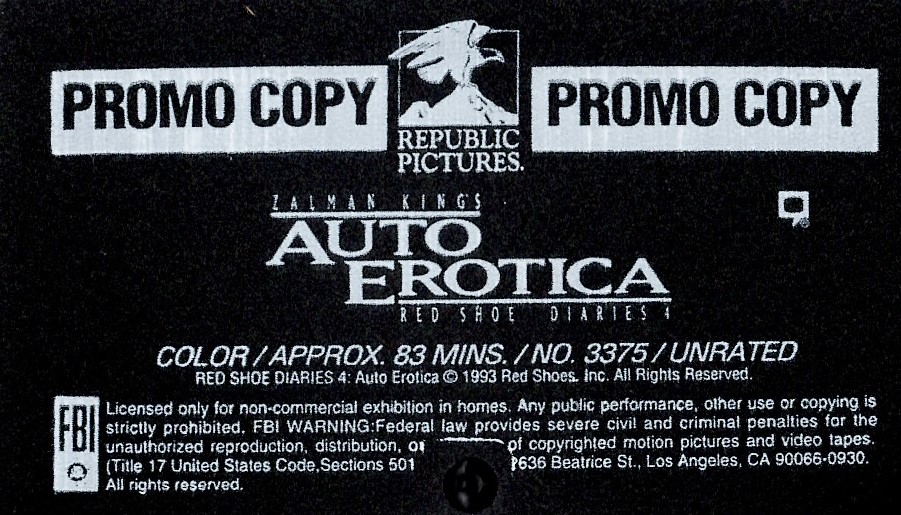 PROMO COPY PROMO COPY
REPUBLIC
PICTURES.
ZALMAN KING'S
AUTO
EROTICA
RED SHOE DIARIES 4
COLOR / APPROX. 83 MINS. / NO. 3375 / UNRATED
RED SHOE DIARIES 4: Auto Erotica © 1993 Red Shoes, Inc. All Rights Reserved.
FBI
Licensed only for non-commercial exhibition in homes. Any public performance, other use or copying is
strictly prohibited. FBI WARNING:Federal law provides severe civil and criminal penalties for the
unauthorized reproduction, distribution, or of copyrighted motion pictures and video tapes.
(Title 17 United States Code,Sections 501 636 Beatrice St., Los Angeles, CA 90066-0930.
All rights reserved.